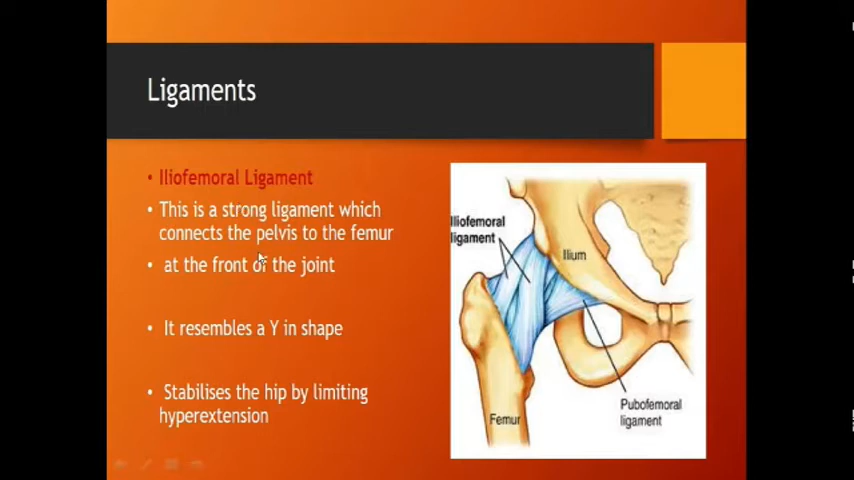 Ligaments
• Iliofemoral Ligament
• This is a strong ligament which
connects the pelvis to the femur
• at the front of the joint
• It resembles a Y in shape
• Stabilises the hip by limiting
hyperextension
Iliofemoral
ligament
Ilium
Femur
Pubofemoral
ligament